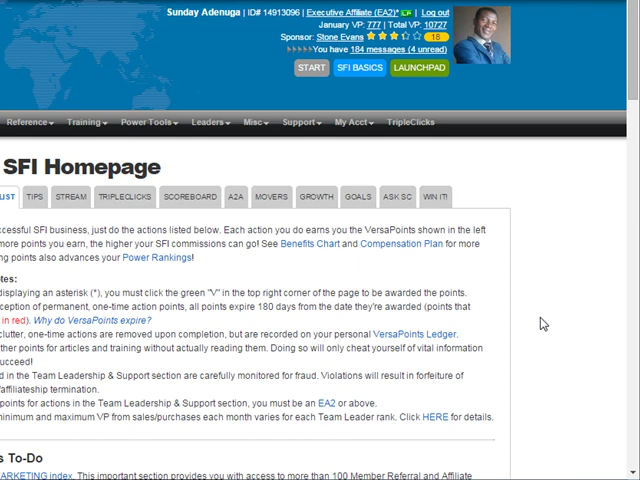 Sunday Adenuga | ID# 14913096 | Executive Affiliate (EA2)* LP | Log out
January VP: 777 | Total VP: 10727
Sponsor: Stone Evans 18
You have 184 messages (4 unread)
START SFI BASICS LAUNCHPAD
Reference Training Power Tools Leaders Misc Support My Acct TripleClicks
SFI Homepage
LIST TIPS STREAM TRIPLECLICKS SCOREBOARD A2A MOVERS GROWTH GOALS ASK SC WIN IT!
ccessful SFI business, just do the actions listed below. Each action you do earns you the VersaPoints shown in the left
more points you earn, the higher your SFI commissions can go! See Benefits Chart and Compensation Plan for more
ng points also advances your Power Rankings!
tes:
displaying an asterisk (*), you must click the green "V" in the top right corner of the page to be awarded the points.
ception of permanent, one-time action points, all points expire 180 days from the date they're awarded (points that
in red). Why do VersaPoints expire?
clutter, one-time actions are removed upon completion, but are recorded on your personal VersaPoints Ledger.
ther points for articles and training without actually reading them. Doing so will only cheat yourself of vital information
ucceed!
d in the Team Leadership & Support section are carefully monitored for fraud. Violations will result in forfeiture of
affiliateship termination.
points for actions in the Team Leadership & Support section, you must be an EA2 or above.
minimum and maximum VP from sales/purchases each month varies for each Team Leader rank. Click HERE for details.
s To-Do
ARKETING index. This important section provides you with access to more than 100 Member Referral and Affiliate